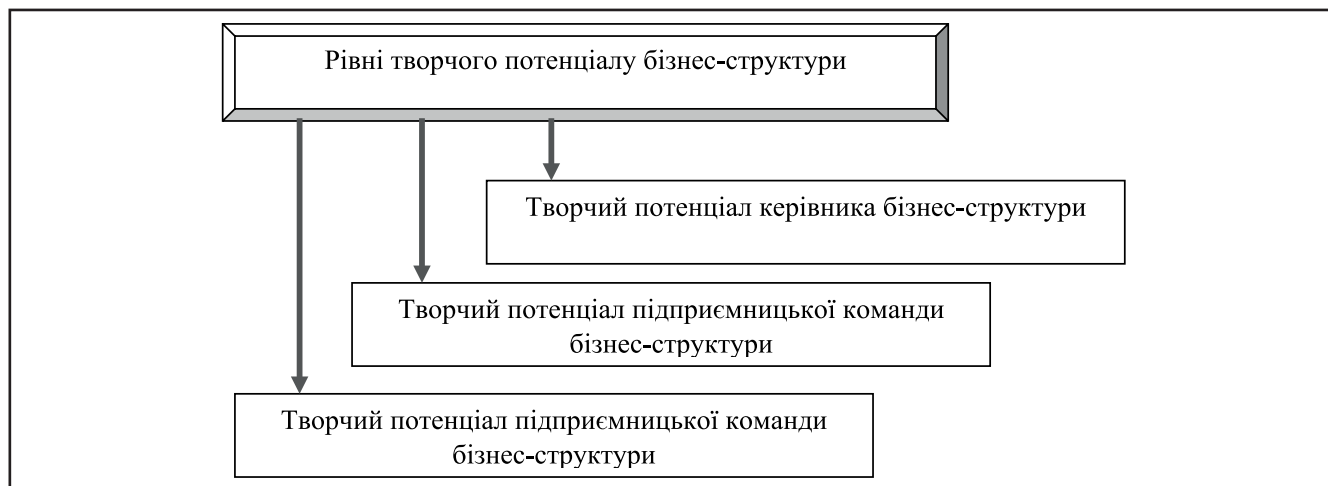 Рівні творчого потенціалу бізнес-структури
Творчий потенціал керівника бізнес-структури
Творчий потенціал підприємницької команди
бізнес-структури
Творчий потенціал підприємницької команди
бізнес-структури